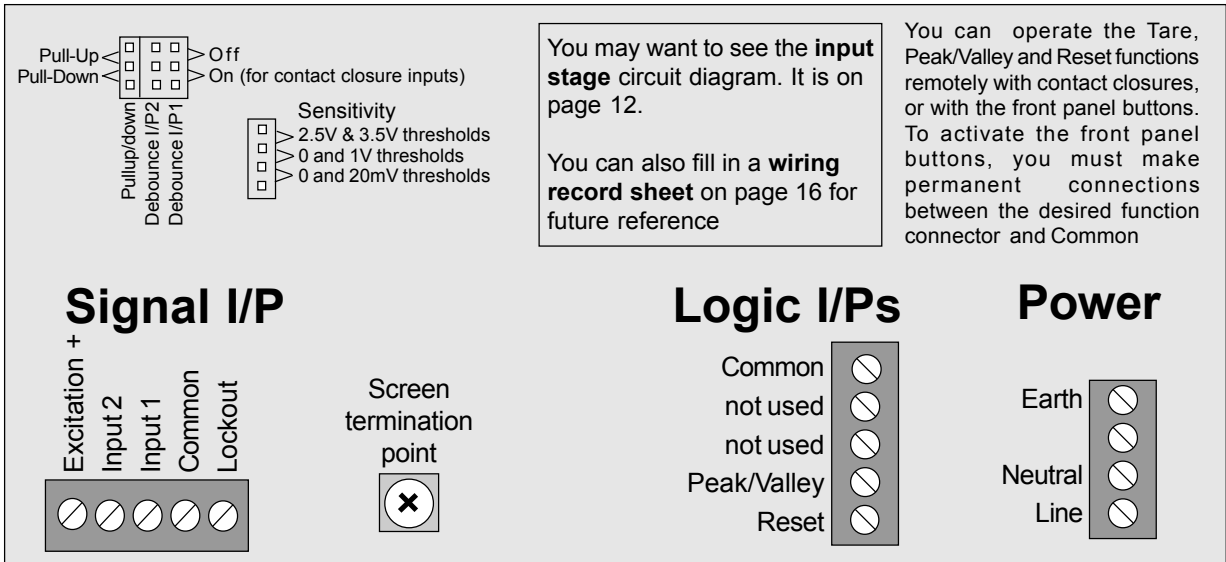 Pull-Up
Pull-Down
Off
On (for contact closure inputs)
Pullup/down
Debounce I/P2
Debounce I/P1
Sensitivity
2.5V & 3.5V thresholds
0 and 1V thresholds
0 and 20mV thresholds
You may want to see the input
stage circuit diagram. It is on
page 12.
You can also fill in a wiring
record sheet on page 16 for
future reference
You can operate the Tare,
Peak/Valley and Reset functions
remotely with contact closures,
or with the front panel buttons.
To activate the front panel
buttons, you must make
permanent connections
between the desired function
connector and Common
Signal I/P
Excitation +
Input 2
Input 1
Common
Lockout
Screen
termination
point
Logic I/Ps
Common
not used
not used
Peak/Valley
Reset
Power
Earth
Neutral
Line